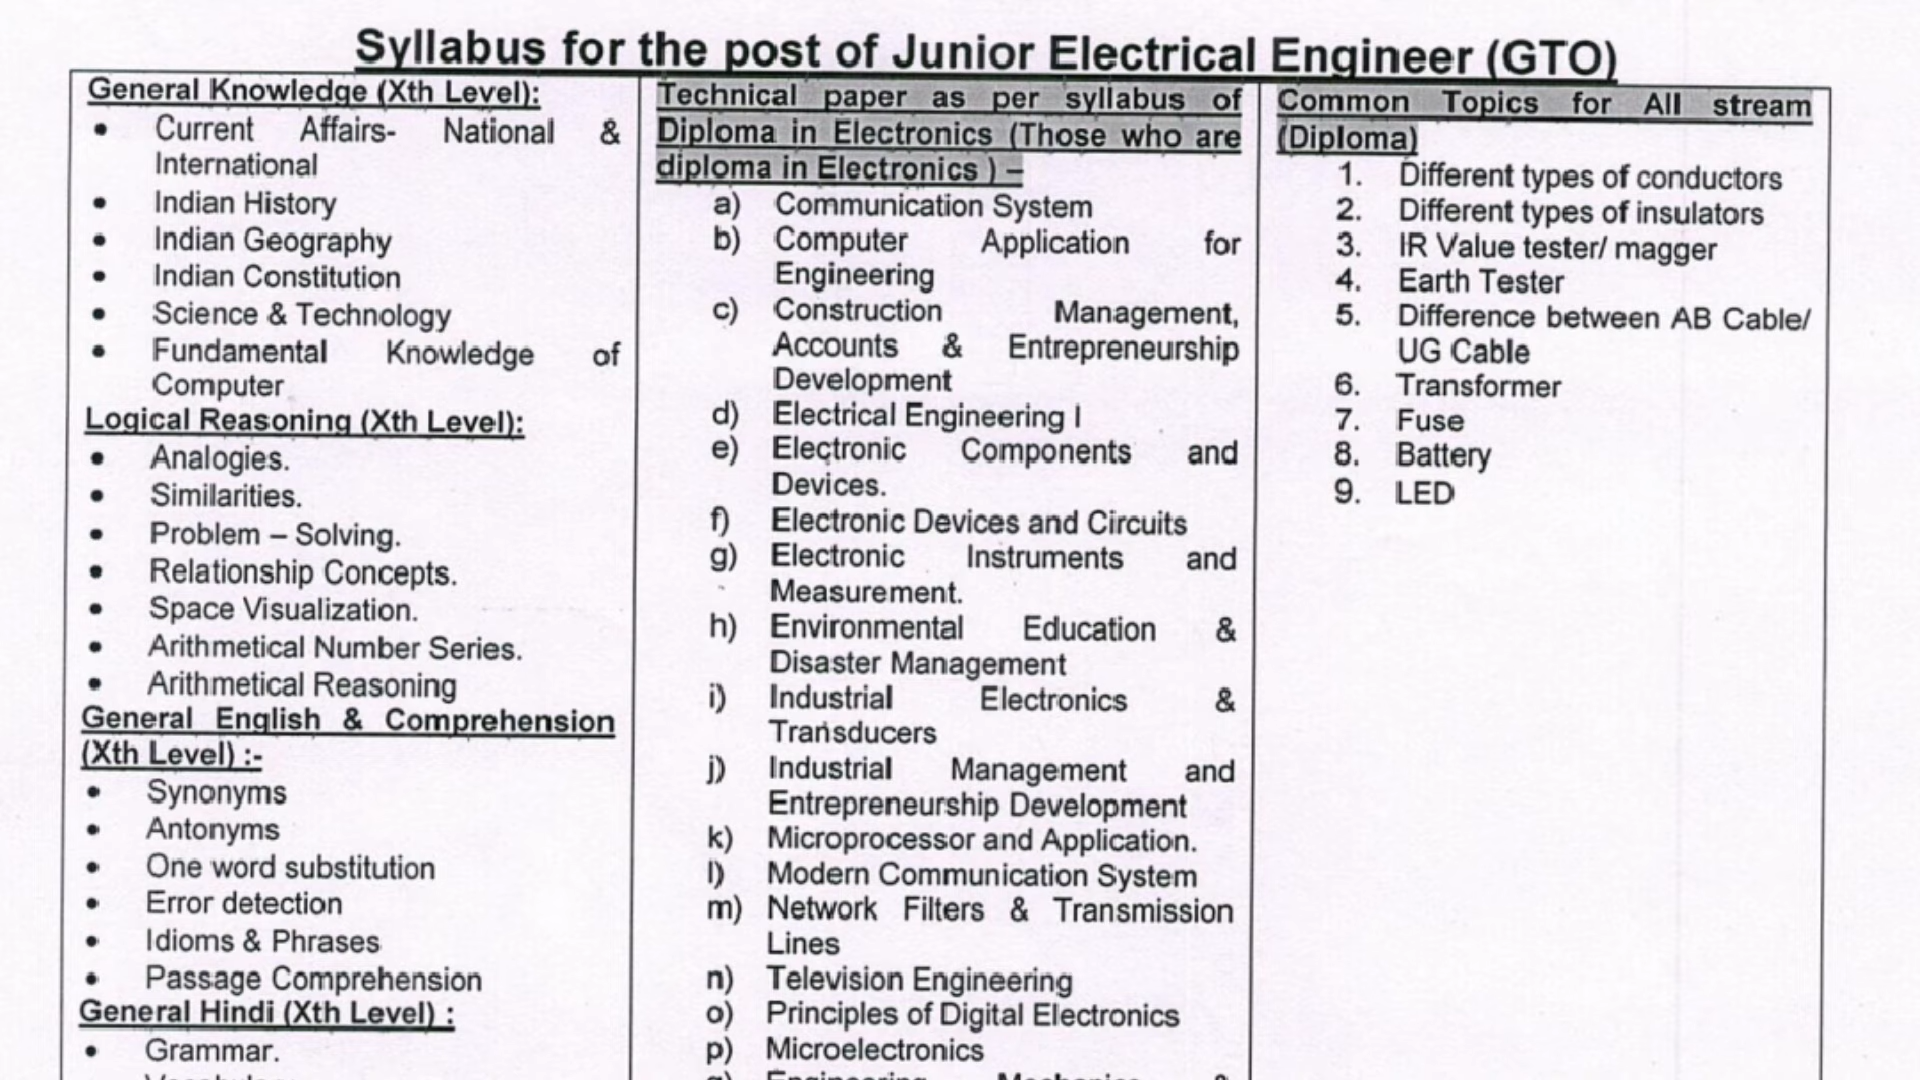 Syllabus for the post of Junior Electrical Engineer (GTO)
General Knowledge (Xth Level):
• Current Affairs- National &
International
• Indian History
• Indian Geography
• Indian Constitution
• Science & Technology
• Fundamental Knowledge of
Computer
Logical Reasoning (Xth Level):
• Analogies.
• Similarities.
• Problem – Solving.
• Relationship Concepts.
• Space Visualization.
• Arithmetical Number Series.
• Arithmetical Reasoning
General English & Comprehension
(Xth Level) :-
• Synonyms
• Antonyms
• One word substitution
• Error detection
• Idioms & Phrases
• Passage Comprehension
General Hindi (Xth Level) :
• Grammar.
Technical paper as per syllabus of
Diploma in Electronics (Those who are
diploma in Electronics ) –
a) Communication System
b) Computer Application for
Engineering
c) Construction Management,
Accounts & Entrepreneurship
Development
d) Electrical Engineering I
e) Electronic Components and
Devices.
f) Electronic Devices and Circuits
g) Electronic Instruments and
Measurement.
h) Environmental Education &
Disaster Management
i) Industrial Electronics &
Transducers
j) Industrial Management and
Entrepreneurship Development
k) Microprocessor and Application.
l) Modern Communication System
m) Network Filters & Transmission
Lines
n) Television Engineering
o) Principles of Digital Electronics
p) Microelectronics
Common Topics for All stream
(Diploma)
1. Different types of conductors
2. Different types of insulators
3. IR Value tester/ magger
4. Earth Tester
5. Difference between AB Cable/
UG Cable
6. Transformer
7. Fuse
8. Battery
9. LED